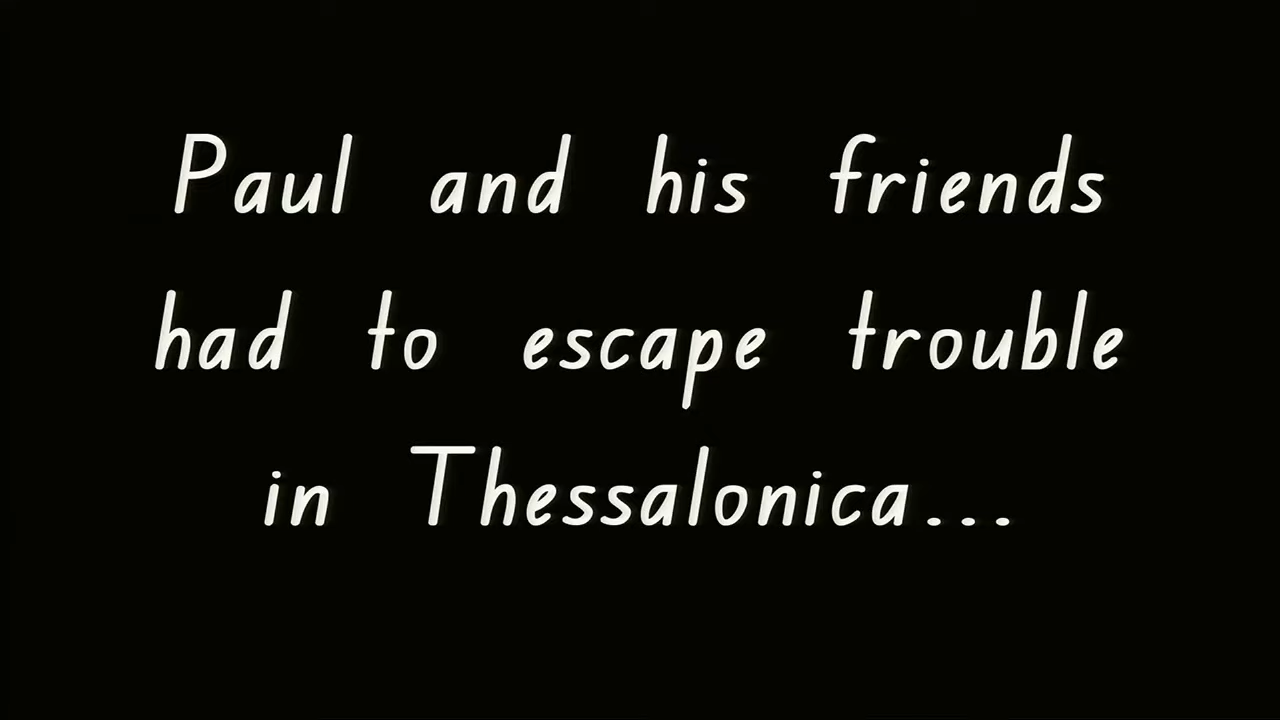 Paul and his friends
had to escape trouble
in Thessalonica...